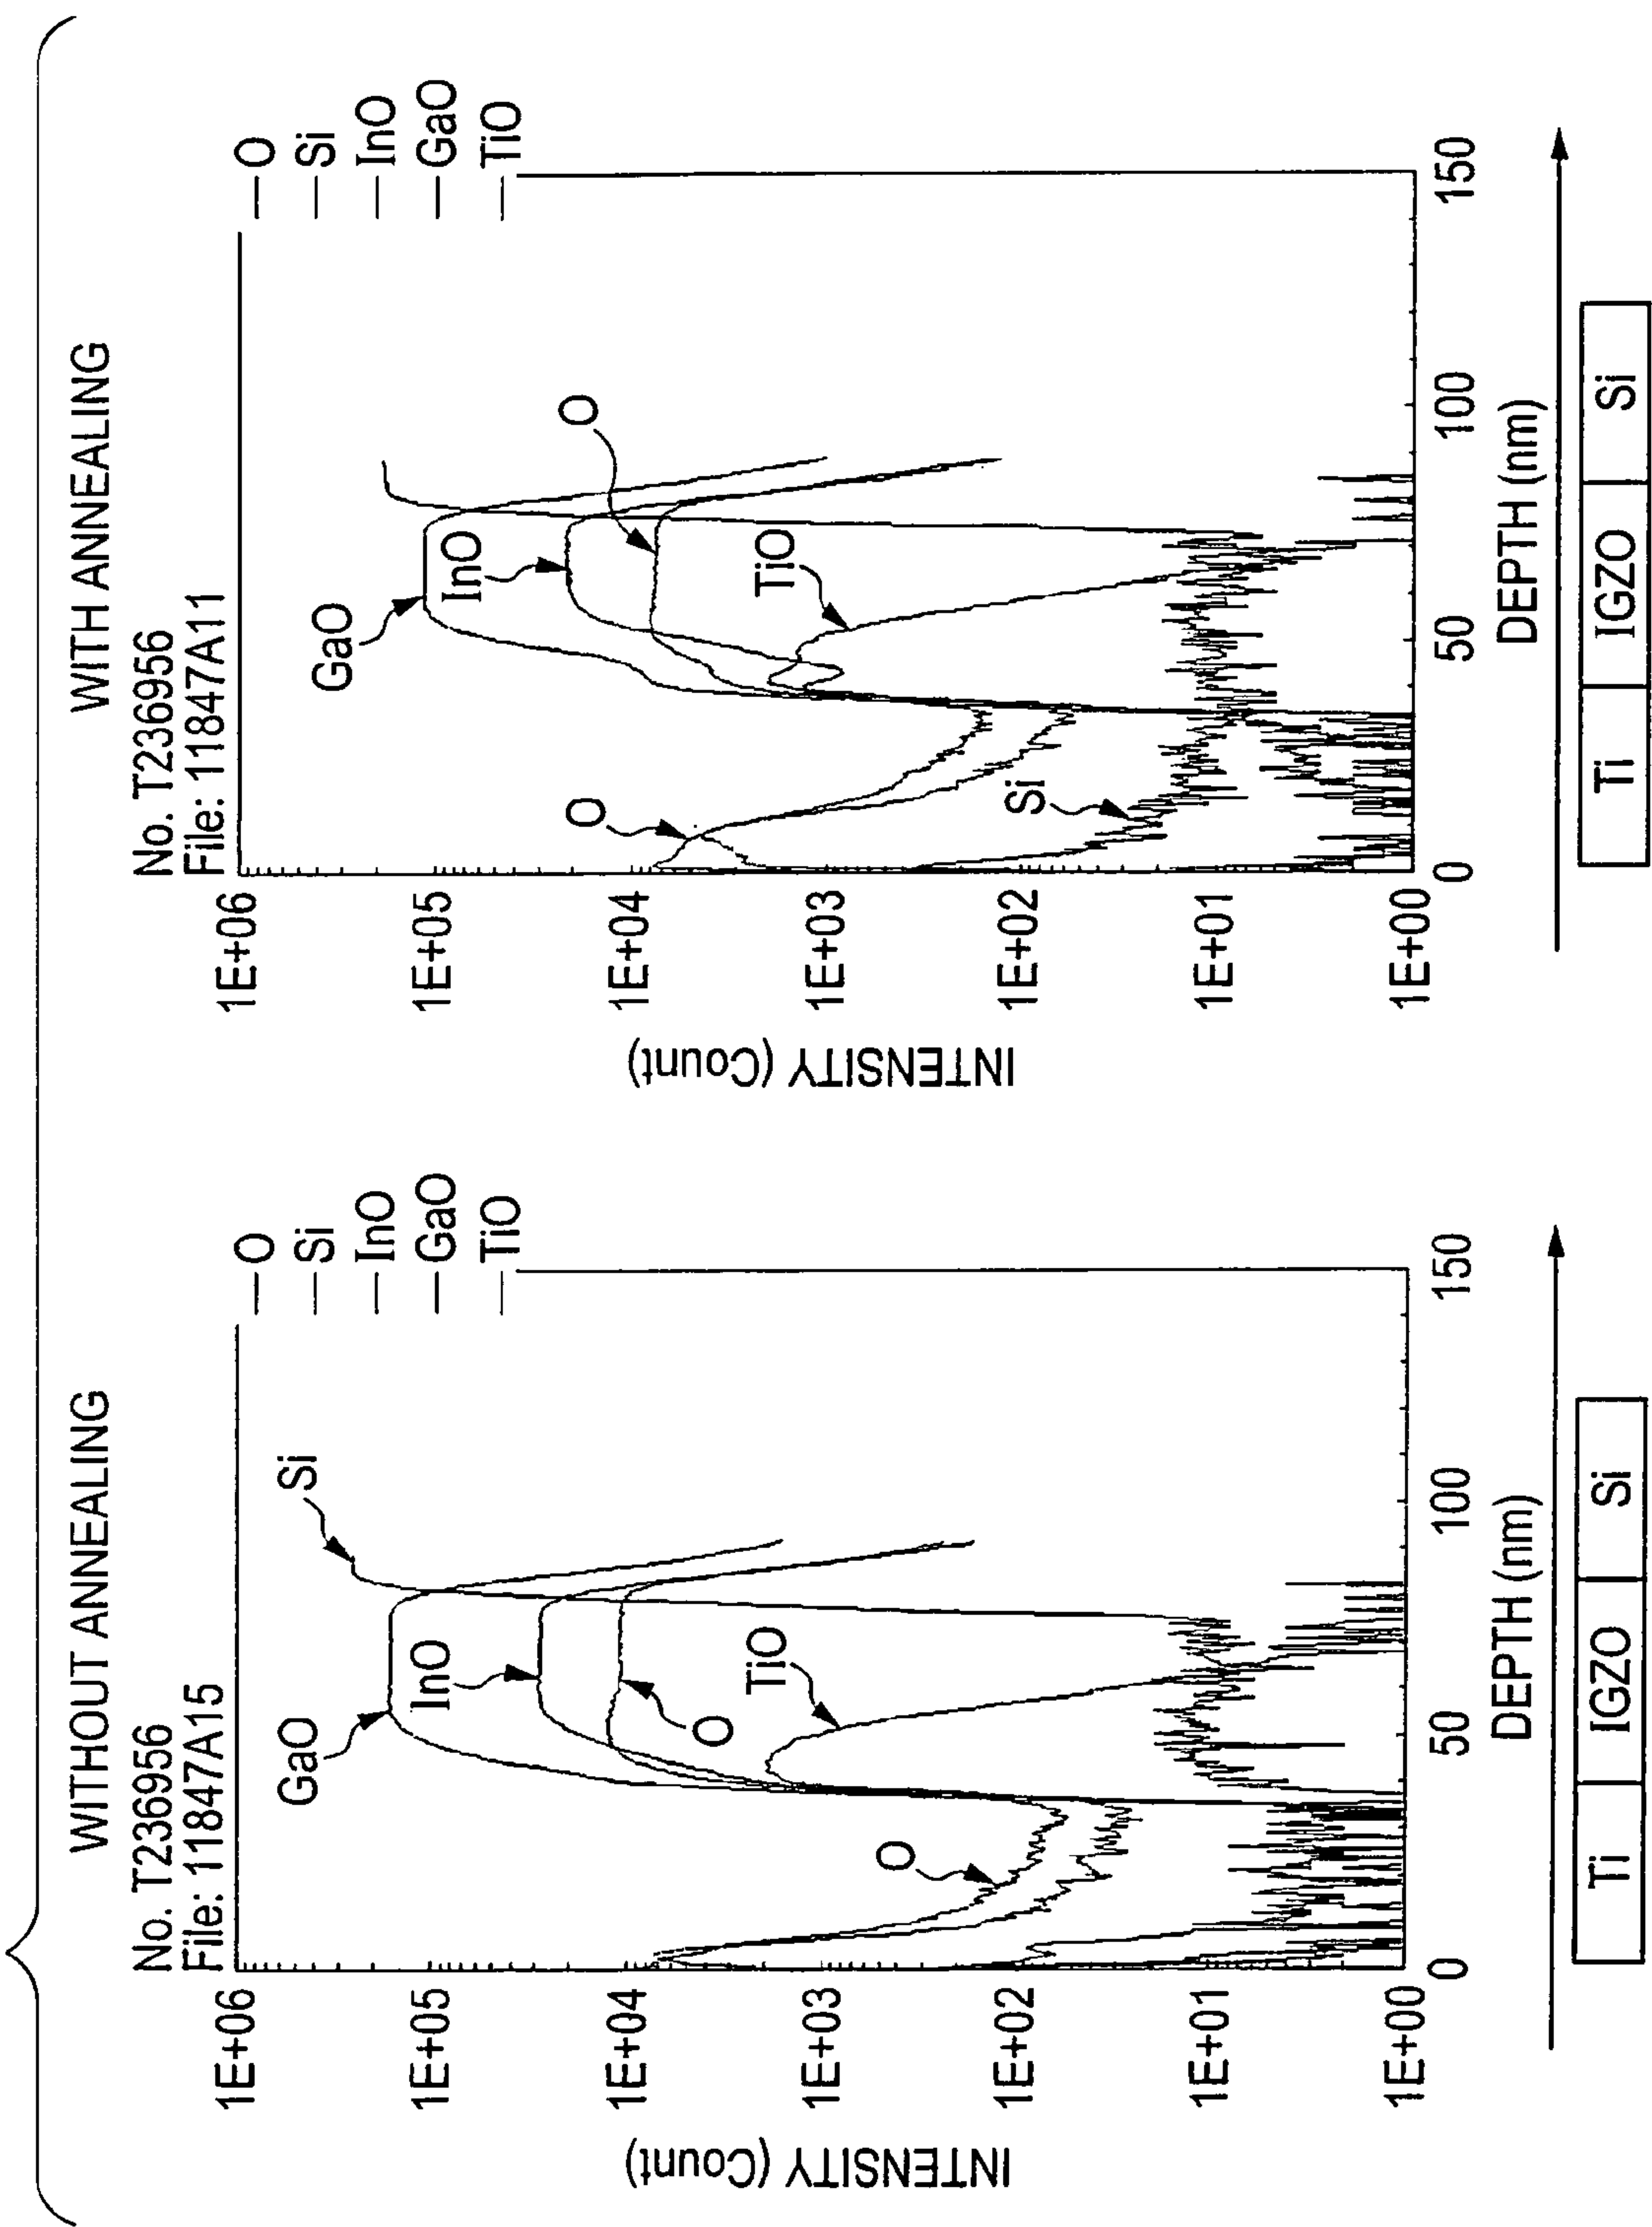 WITHOUT ANNEALING
No. T236956
File: 11847A15
O
Si
InO
GaO
TiO
1E+06
1E+05
1E+04
1E+03
1E+02
1E+01
1E+00
INTENSITY (Count)
GaO
InO
Si
O
TiO
O
0
50
100
150
DEPTH (nm)
Ti
IGZO
Si
WITH ANNEALING
No. T236956
File: 11847A11
O
Si
InO
GaO
TiO
1E+06
1E+05
1E+04
1E+03
1E+02
1E+01
1E+00
INTENSITY (Count)
GaO
InO
O
O
TiO
Si
0
50
100
150
DEPTH (nm)
Ti
IGZO
Si